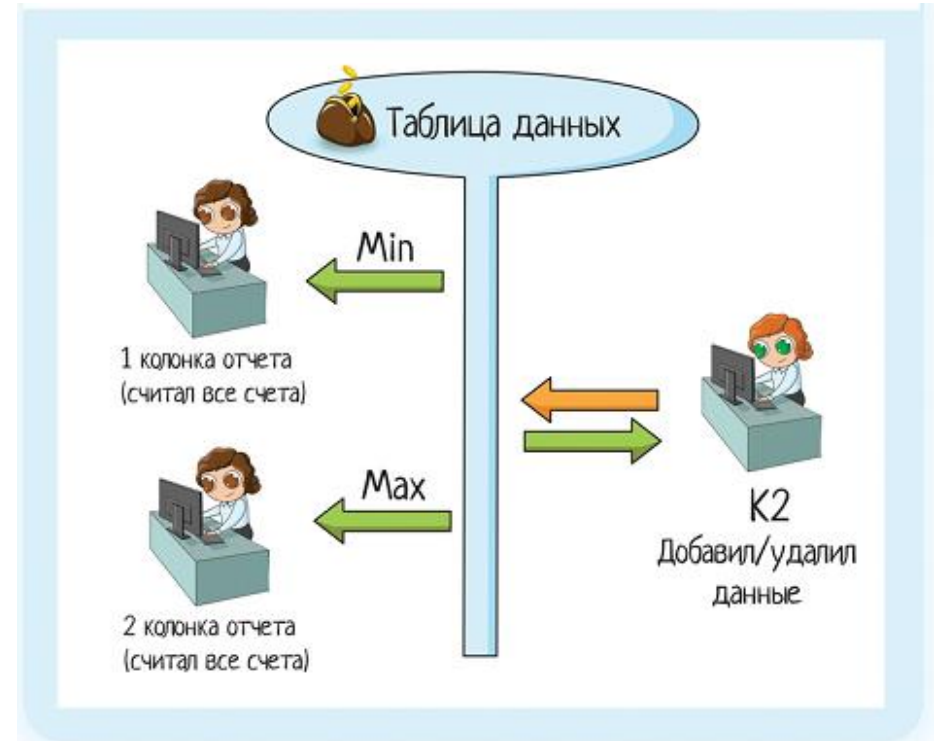 Таблица данных
Min
1 колонка отчета
(считал все счета)
Max
2 колонка отчета
(считал все счета)
К2
Добавил/удалил
данные